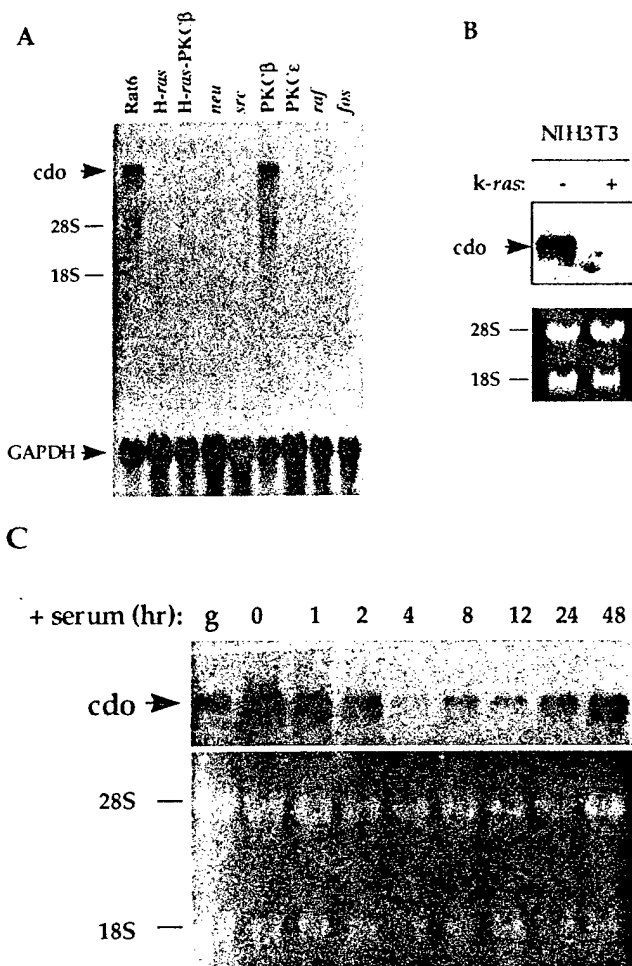 A
Rat6 H-ras H-ras-PKCβ neu src PKCβ PKCε raf fos
cdo
28S
18S
GAPDH
B
NIH3T3
k-ras: - +
cdo
28S
18S
C
+ serum (hr): g 0 1 2 4 8 12 24 48
cdo
28S
18S